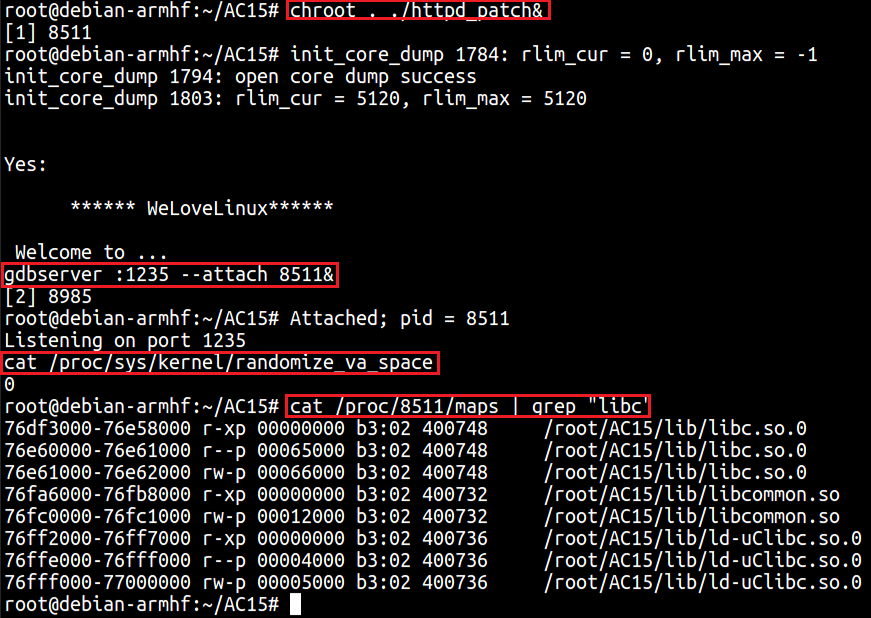 root@debian-armhf:~/AC15# chroot . ./httpd_patch&
[1] 8511
root@debian-armhf:~/AC15# init_core_dump 1784: rlim_cur = 0, rlim_max = -1
init_core_dump 1794: open core dump success
init_core_dump 1803: rlim_cur = 5120, rlim_max = 5120
Yes:
****** WeLoveLinux******
Welcome to ...
gdbserver :1235 --attach 8511&
[2] 8985
root@debian-armhf:~/AC15# Attached; pid = 8511
Listening on port 1235
cat /proc/sys/kernel/randomize_va_space
0
root@debian-armhf:~/AC15# cat /proc/8511/maps | grep "libc"
76df3000-76e58000 r-xp 00000000 b3:02 400748 /root/AC15/lib/libc.so.0
76e60000-76e61000 r--p 00065000 b3:02 400748 /root/AC15/lib/libc.so.0
76e61000-76e62000 rw-p 00066000 b3:02 400748 /root/AC15/lib/libc.so.0
76fa6000-76fb8000 r-xp 00000000 b3:02 400732 /root/AC15/lib/libcommon.so
76fc0000-76fc1000 rw-p 00012000 b3:02 400732 /root/AC15/lib/libcommon.so
76ff2000-76ff7000 r-xp 00000000 b3:02 400736 /root/AC15/lib/ld-uClibc.so.0
76ffe000-76fff000 r--p 00004000 b3:02 400736 /root/AC15/lib/ld-uClibc.so.0
76fff000-77000000 rw-p 00005000 b3:02 400736 /root/AC15/lib/ld-uClibc.so.0
root@debian-armhf:~/AC15#